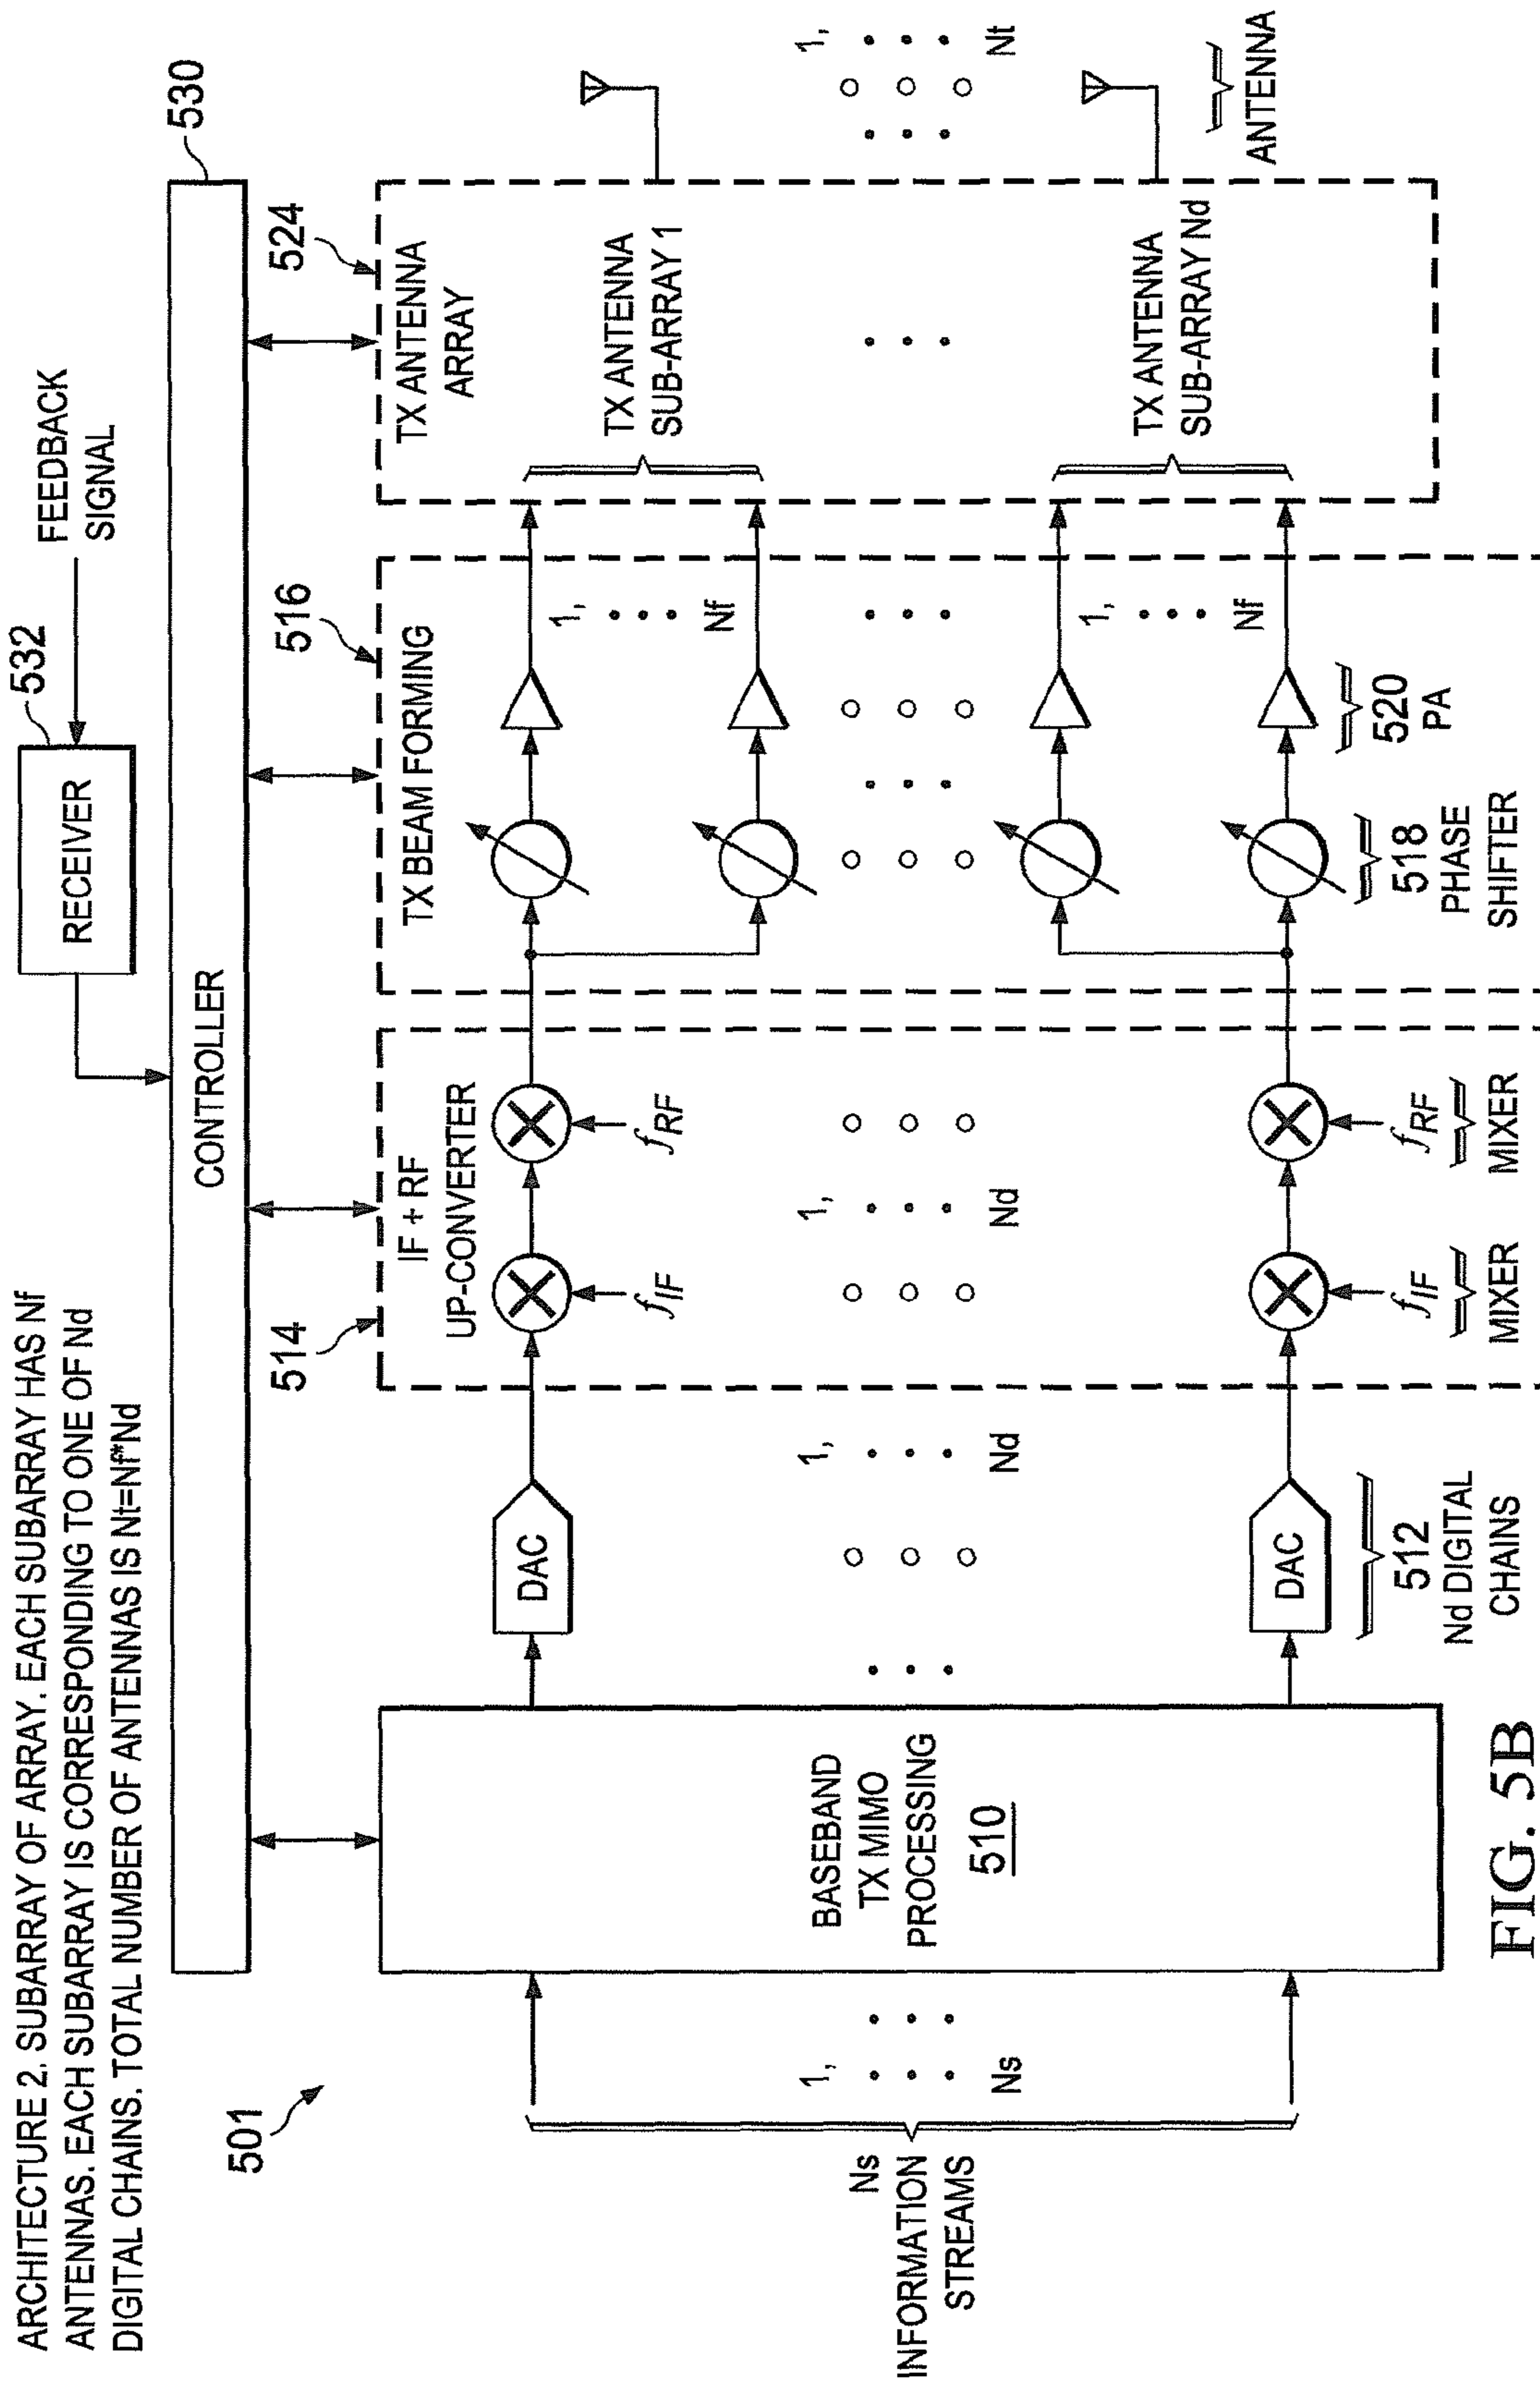 ARCHITECTURE 2. SUBARRAY OF ARRAY. EACH SUBARRAY HAS Nf
ANTENNAS. EACH SUBARRAY IS CORRESPONDING TO ONE OF Nd
DIGITAL CHAINS. TOTAL NUMBER OF ANTENNAS IS Nt=Nf*Nd
501
532
RECEIVER
FEEDBACK
SIGNAL
530
CONTROLLER
514
516
524
Ns
INFORMATION
STREAMS
1,
Ns
BASEBAND
TX MIMO
PROCESSING
510
DAC
1,
Nd
DAC
512
Nd DIGITAL
CHAINS
IF + RF
UP-CONVERTER
fIF
fRF
1,
Nd
fIF
fRF
MIXER
MIXER
TX BEAM FORMING
1,
Nf
1,
Nf
518
PHASE
SHIFTER
520
PA
TX ANTENNA
ARRAY
TX ANTENNA
SUB-ARRAY 1
TX ANTENNA
SUB-ARRAY Nd
1,
Nt
ANTENNA
FIG. 5B